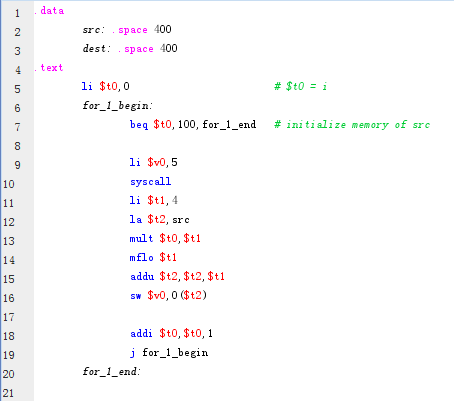 1 .data
2 src: .space 400
3 dest: .space 400
4 .text
5 li $t0,0 # $t0 = i
6 for_1_begin:
7 beq $t0,100,for_1_end # initialize memory of src
8
9 li $v0,5
10 syscall
11 li $t1,4
12 la $t2,src
13 mult $t0,$t1
14 mflo $t1
15 addu $t2,$t2,$t1
16 sw $v0,0($t2)
17
18 addi $t0,$t0,1
19 j for_1_begin
20 for_1_end:
21